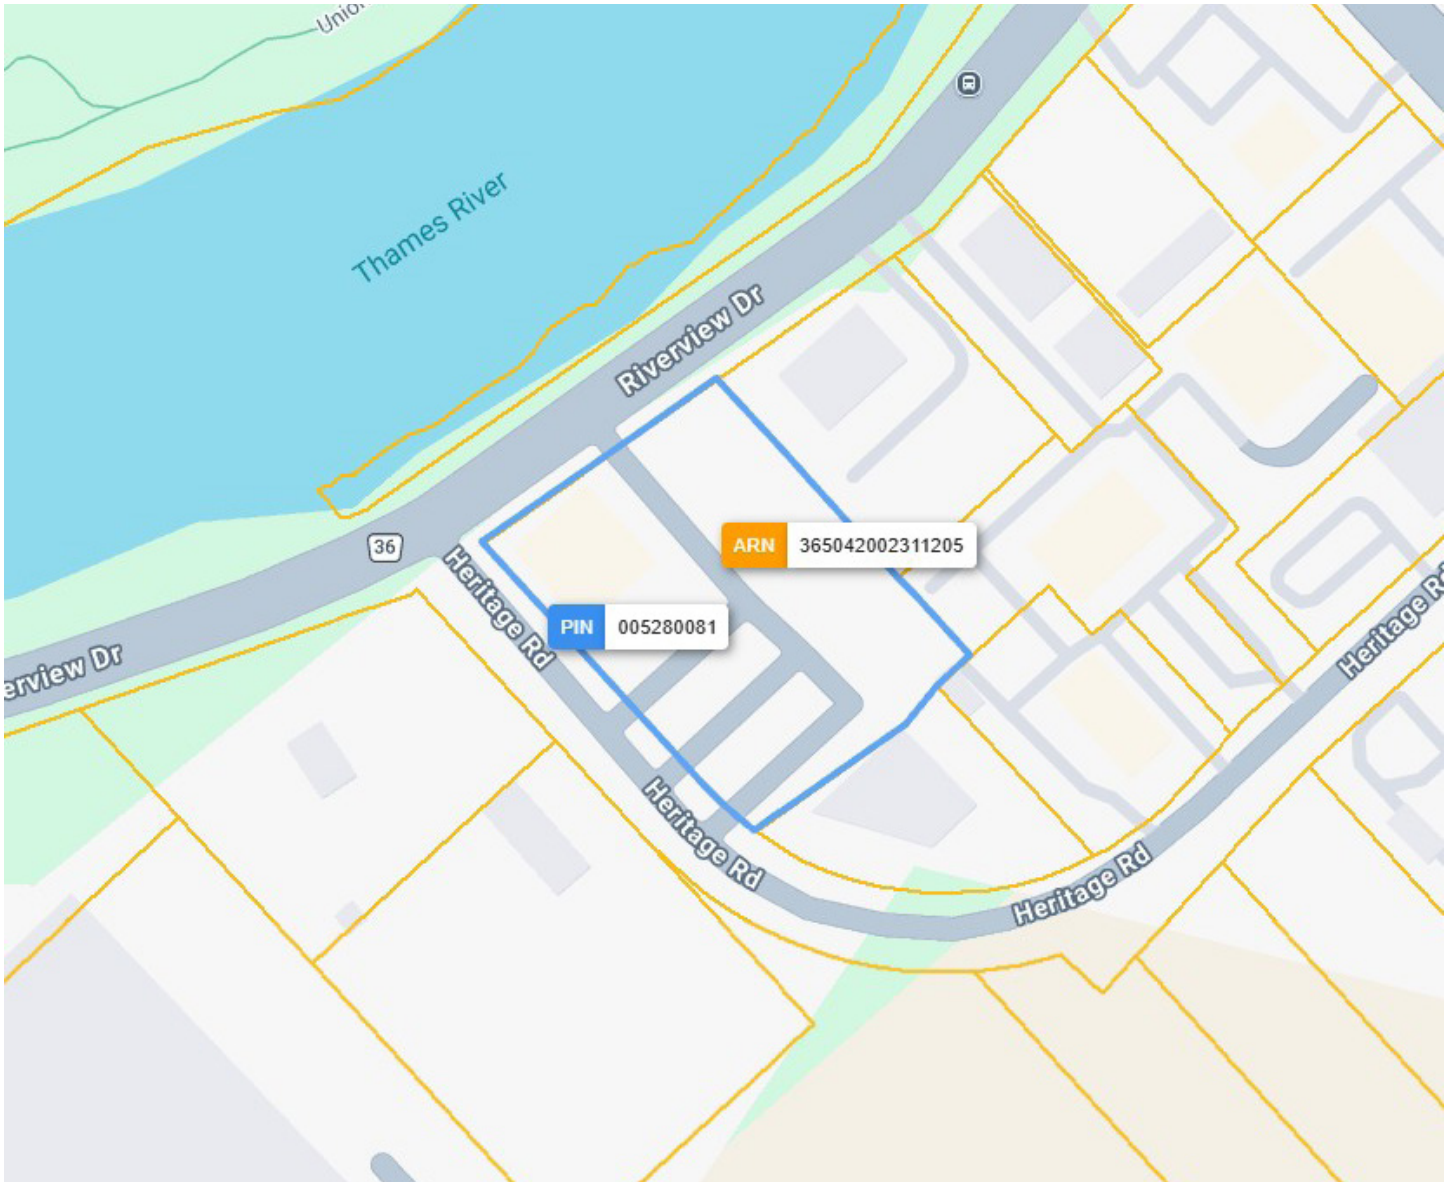 Union
Thames River
Riverview Dr
36
ARN 365042002311205
Heritage Rd
PIN 005280081
Heritage Rd
erview Dr
Heritage Rd
Heritage Rd